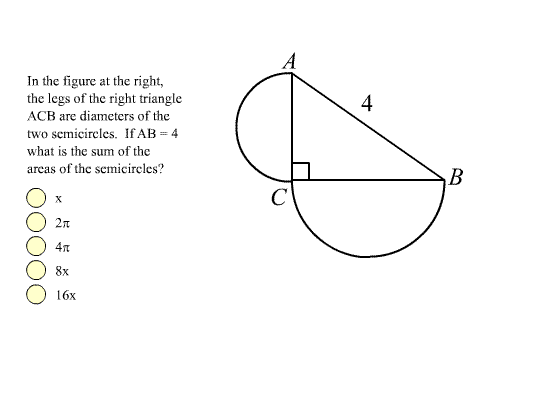 In the figure at the right,
the legs of the right triangle
ACB are diameters of the
two semicircles. If AB = 4
what is the sum of the
areas of the semicircles?
x
2π
4π
8x
16x
A
4
B
C